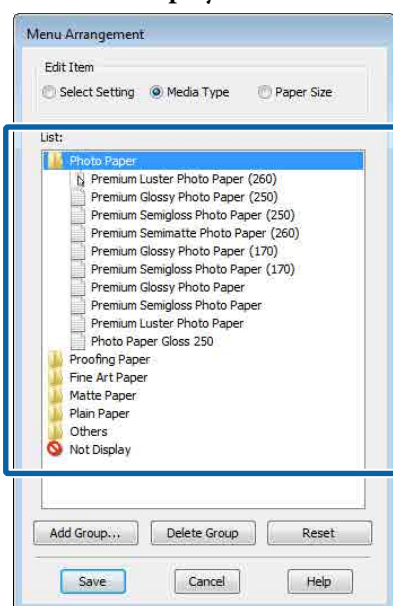 Menu Arrangement
Edit Item
Select Setting Media Type Paper Size
List:
Photo Paper
Premium Luster Photo Paper (260)
Premium Glossy Photo Paper (250)
Premium Semigloss Photo Paper (250)
Premium Semimatte Photo Paper (260)
Premium Glossy Photo Paper (170)
Premium Semigloss Photo Paper (170)
Premium Glossy Photo Paper
Premium Semigloss Photo Paper
Premium Luster Photo Paper
Photo Paper Gloss 250
Proofing Paper
Fine Art Paper
Matte Paper
Plain Paper
Others
Not Display
Add Group... Delete Group Reset
Save Cancel Help